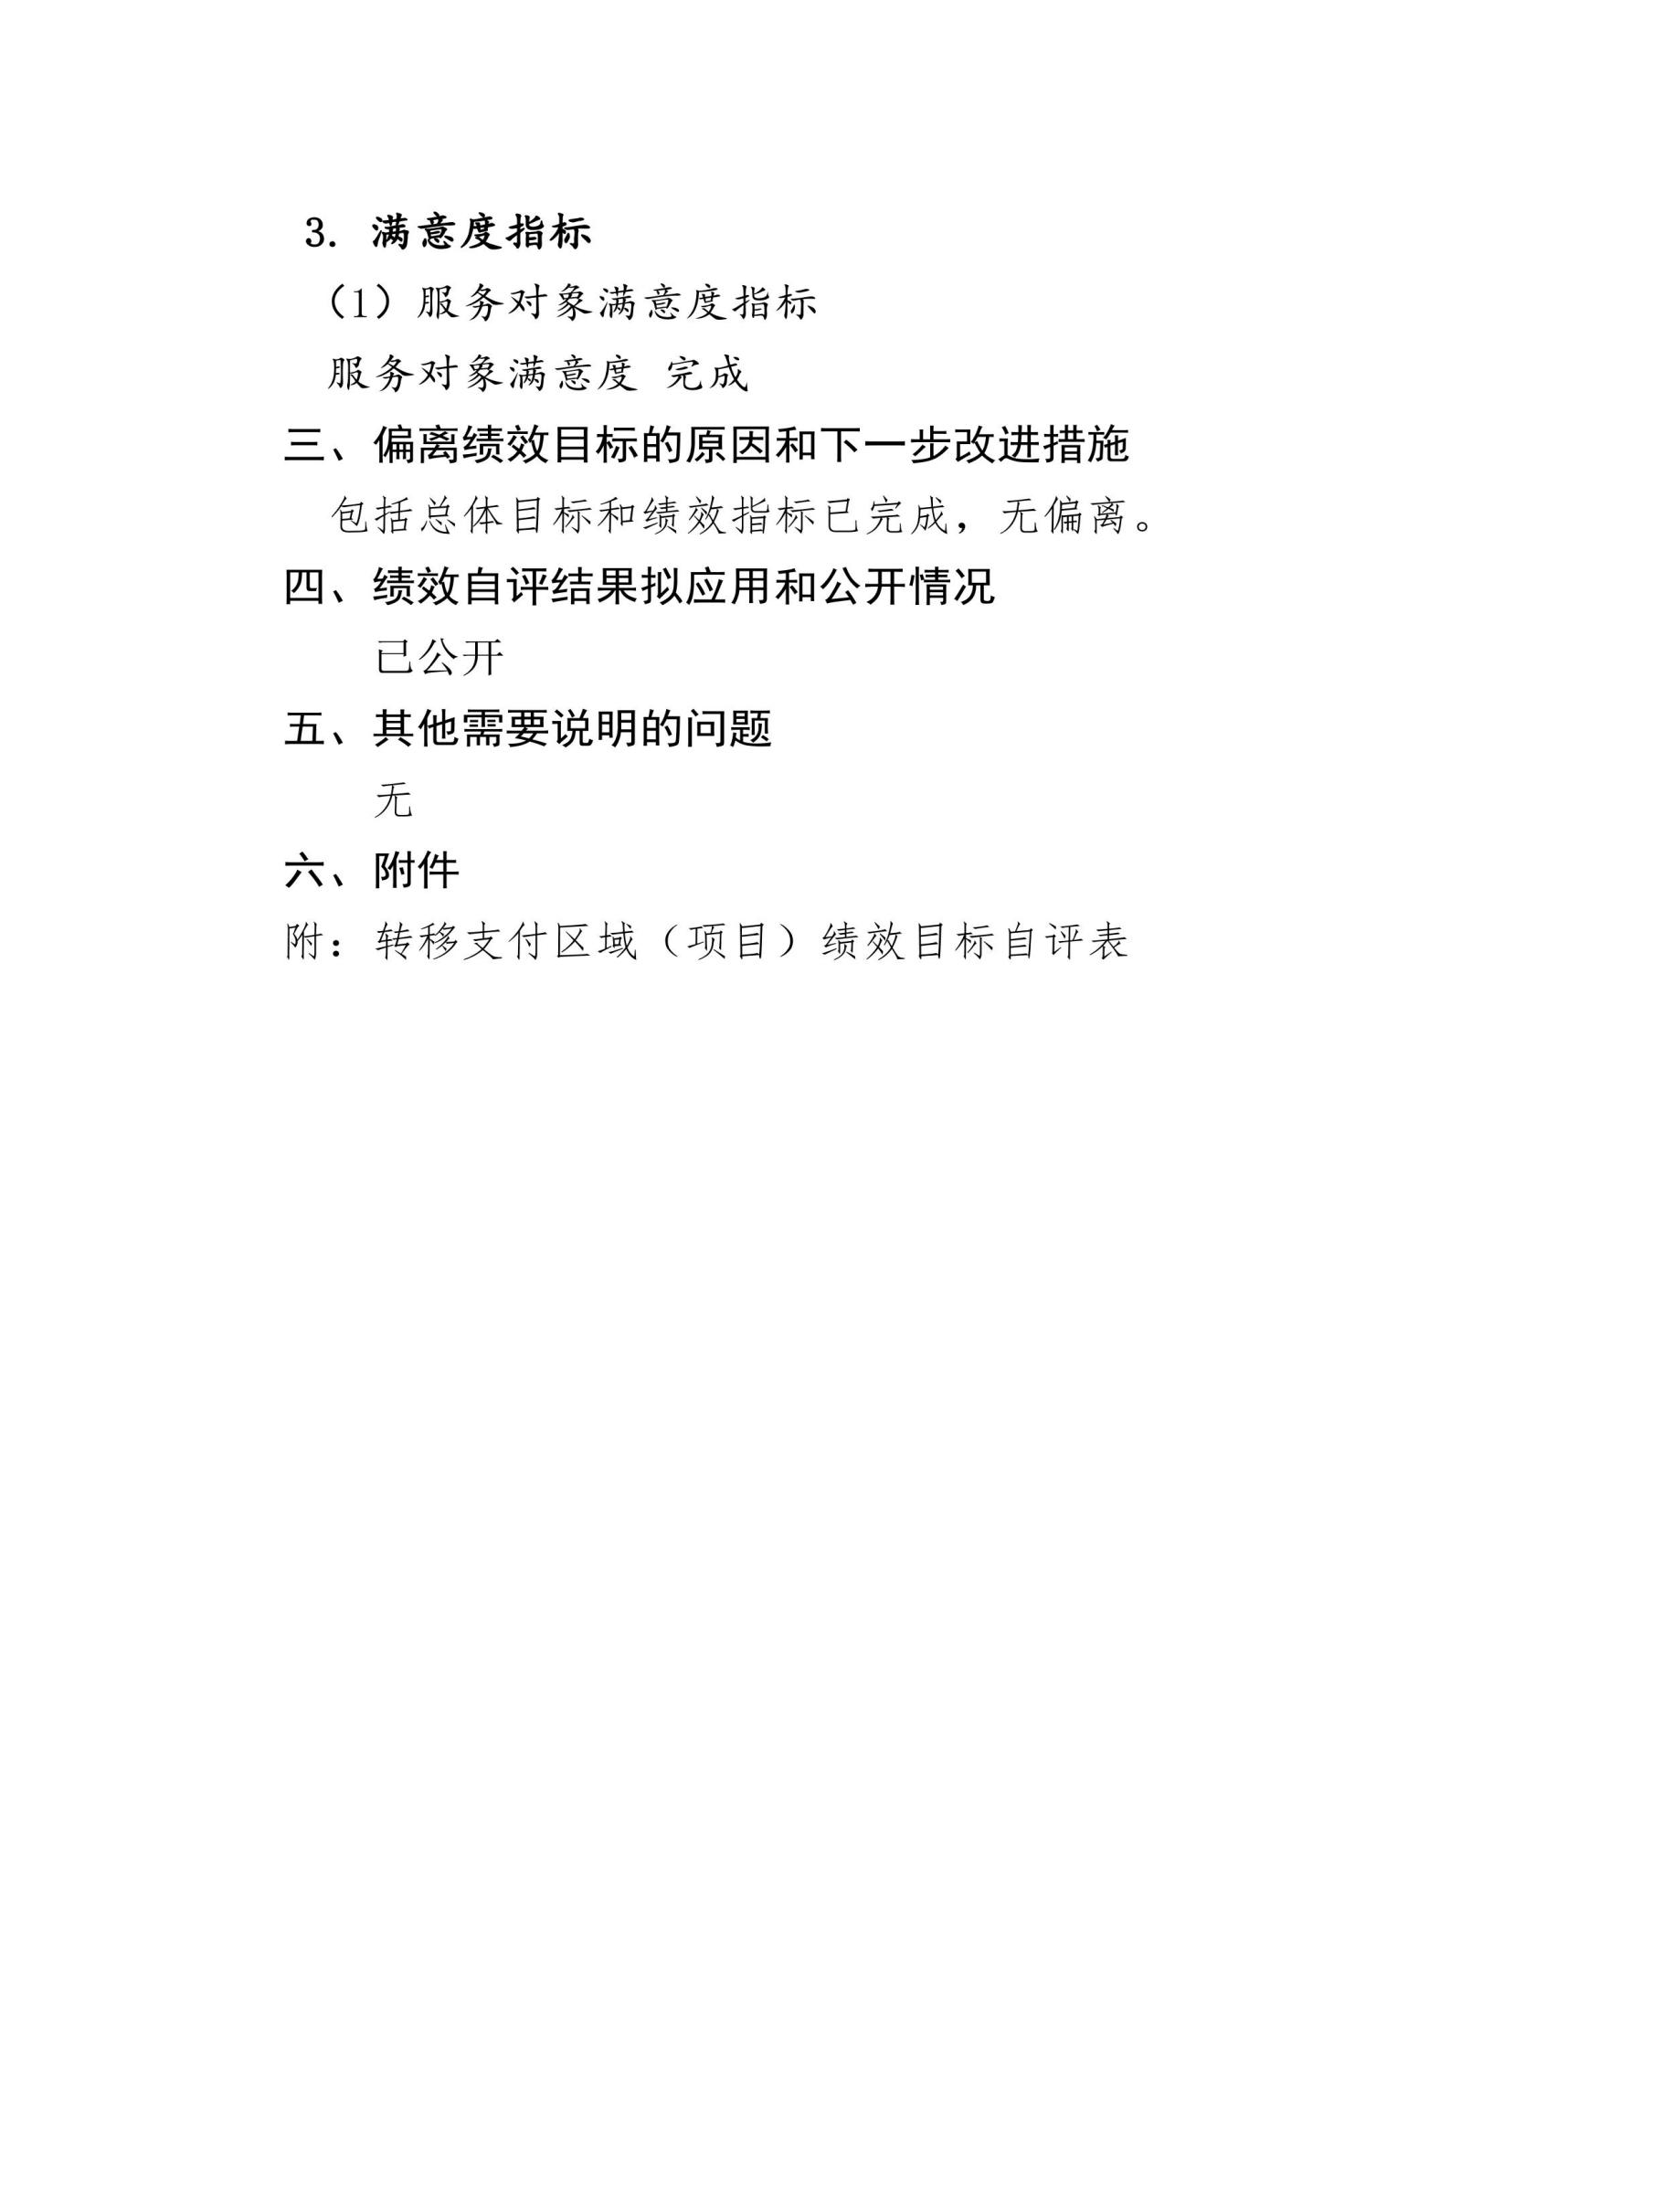 3. 满意度指标
（1）服务对象满意度指标
服务对象满意度 完成
三、偏离绩效目标的原因和下一步改进措施
包括总体目标和绩效指标已完成，无偏离。
四、绩效自评结果拟应用和公开情况
已公开
五、其他需要说明的问题
无
六、附件
附：转移支付区域（项目）绩效目标自评表